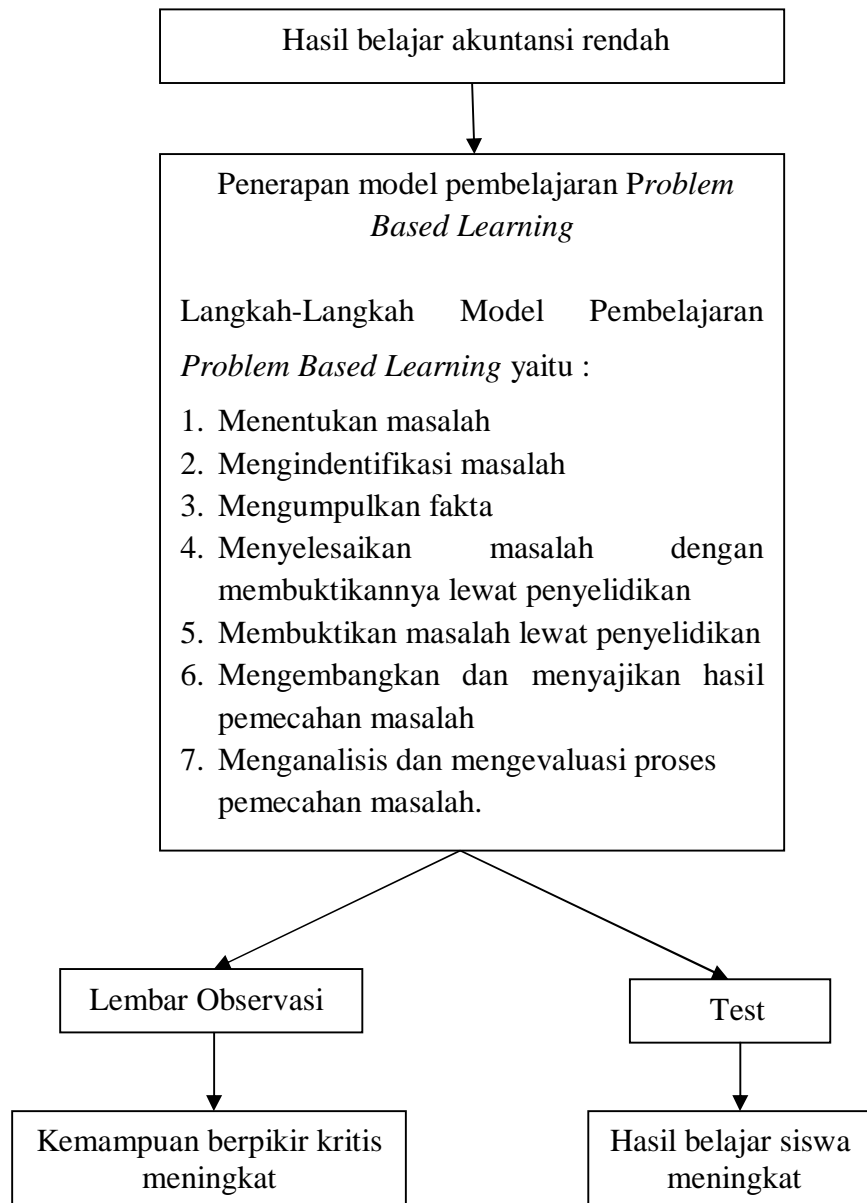 Hasil belajar akuntansi rendah
Penerapan model pembelajaran Problem
Based Learning
Langkah-Langkah Model Pembelajaran
Problem Based Learning yaitu :
1. Menentukan masalah
2. Mengindentifikasi masalah
3. Mengumpulkan fakta
4. Menyelesaikan masalah dengan
membuktikannya lewat penyelidikan
5. Membuktikan masalah lewat penyelidikan
6. Mengembangkan dan menyajikan hasil
pemecahan masalah
7. Menganalisis dan mengevaluasi proses
pemecahan masalah.
Lembar Observasi
Test
Kemampuan berpikir kritis
meningkat
Hasil belajar siswa
meningkat